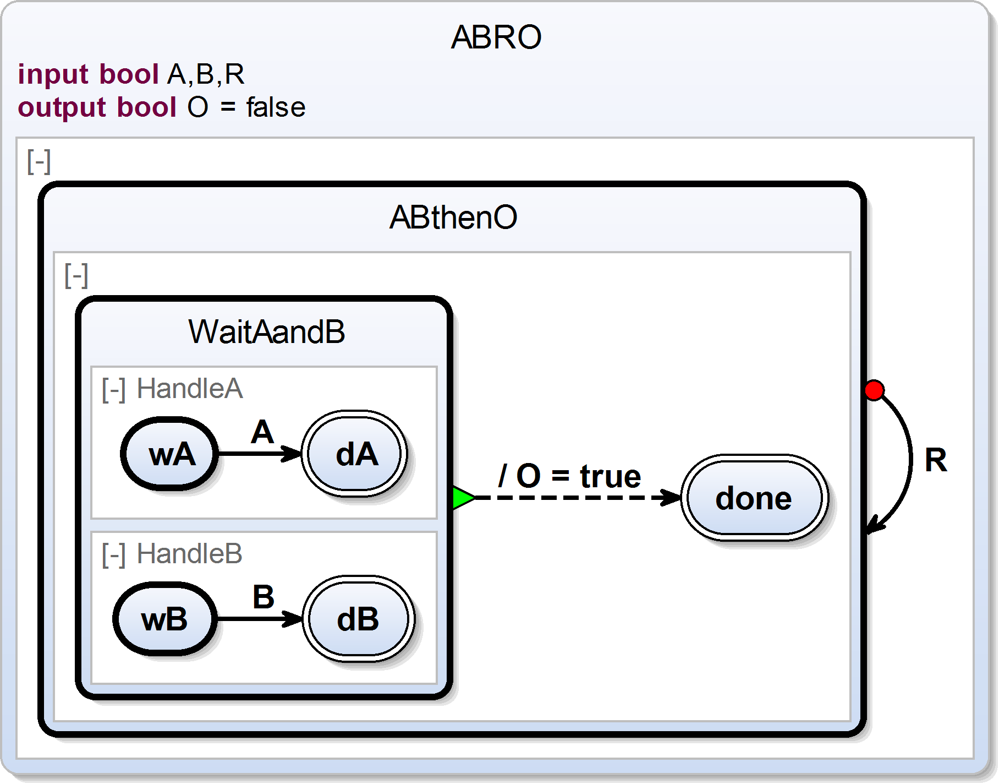 ABRO
input bool A,B,R
output bool O = false
[-]
ABthenO
[-]
WaitAandB
[-] HandleA
wA
A
dA
/ O = true
done
R
[-] HandleB
wB
B
dB